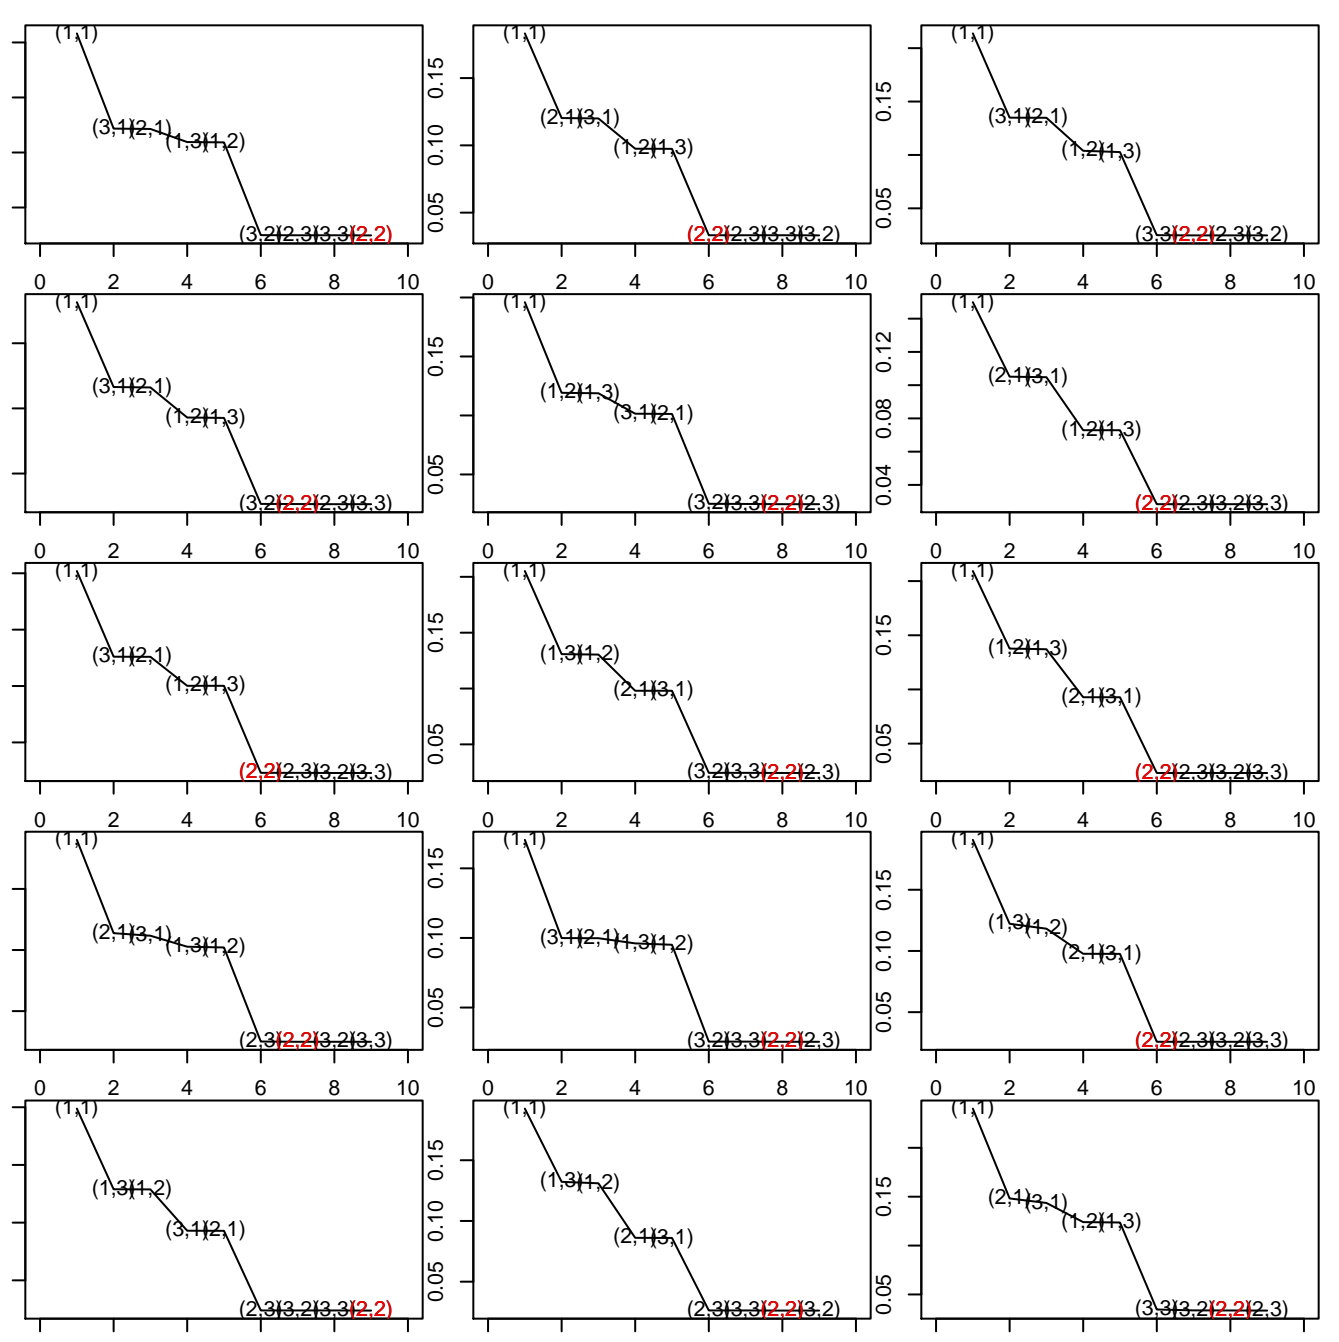 (1,1) (1,1) (1,1)
0.15 0.15
(3,1) (2,1) (1,3) (1,2) (2,1) (3,1) (1,2) (1,3) (3,1) (2,1) (1,2) (1,3)
0.10
0.05 0.05
(3,2) (2,3) (3,3) (2,2) (2,2) (2,3) (3,3) (3,2) (3,3) (2,2) (2,3) (3,2)
0 2 4 6 8 10 0 2 4 6 8 10 0 2 4 6 8 10
(1,1) (1,1) (1,1)
0.15 0.12
(3,1) (2,1) (1,2) (1,3) (1,2) (1,3) (3,1) (2,1) (2,1) (3,1) (1,2) (1,3)
0.08
0.05 0.04
(3,2) (2,2) (2,3) (3,3) (3,2) (3,3) (2,2) (2,3) (2,2) (2,3) (3,2) (3,3)
0 2 4 6 8 10 0 2 4 6 8 10 0 2 4 6 8 10
(1,1) (1,1) (1,1)
0.15 0.15
(3,1) (2,1) (1,2) (1,3) (1,3) (1,2) (2,1) (3,1) (1,2) (1,3) (2,1) (3,1)
0.05 0.05
(2,2) (2,3) (3,2) (3,3) (3,2) (3,3) (2,2) (2,3) (2,2) (2,3) (3,2) (3,3)
0 2 4 6 8 10 0 2 4 6 8 10 0 2 4 6 8 10
(1,1) (1,1) (1,1)
0.15 0.15
(2,1) (3,1) (1,3) (1,2) (3,1) (2,1) (1,3) (1,2) (1,3) (1,2) (2,1) (3,1)
0.10 0.10
0.05 0.05
(2,3) (2,2) (3,2) (3,3) (3,2) (3,3) (2,2) (2,3) (2,2) (2,3) (3,2) (3,3)
0 2 4 6 8 10 0 2 4 6 8 10 0 2 4 6 8 10
(1,1) (1,1) (1,1)
0.15 0.15
(1,3) (1,2) (3,1) (2,1) (1,3) (1,2) (2,1) (3,1) (2,1) (3,1) (1,2) (1,3)
0.10
0.05 0.05
(2,3) (3,2) (3,3) (2,2) (2,3) (3,3) (2,2) (3,2) (3,3) (3,2) (2,2) (2,3)